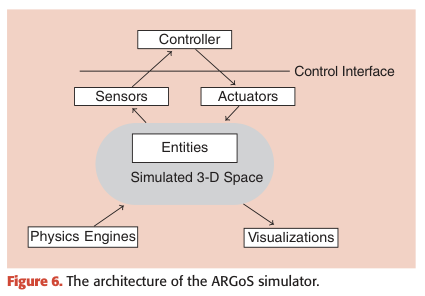 Controller
Control Interface
Sensors
Actuators
Entities
Simulated 3-D Space
Physics Engines
Visualizations
Figure 6. The architecture of the ARGoS simulator.